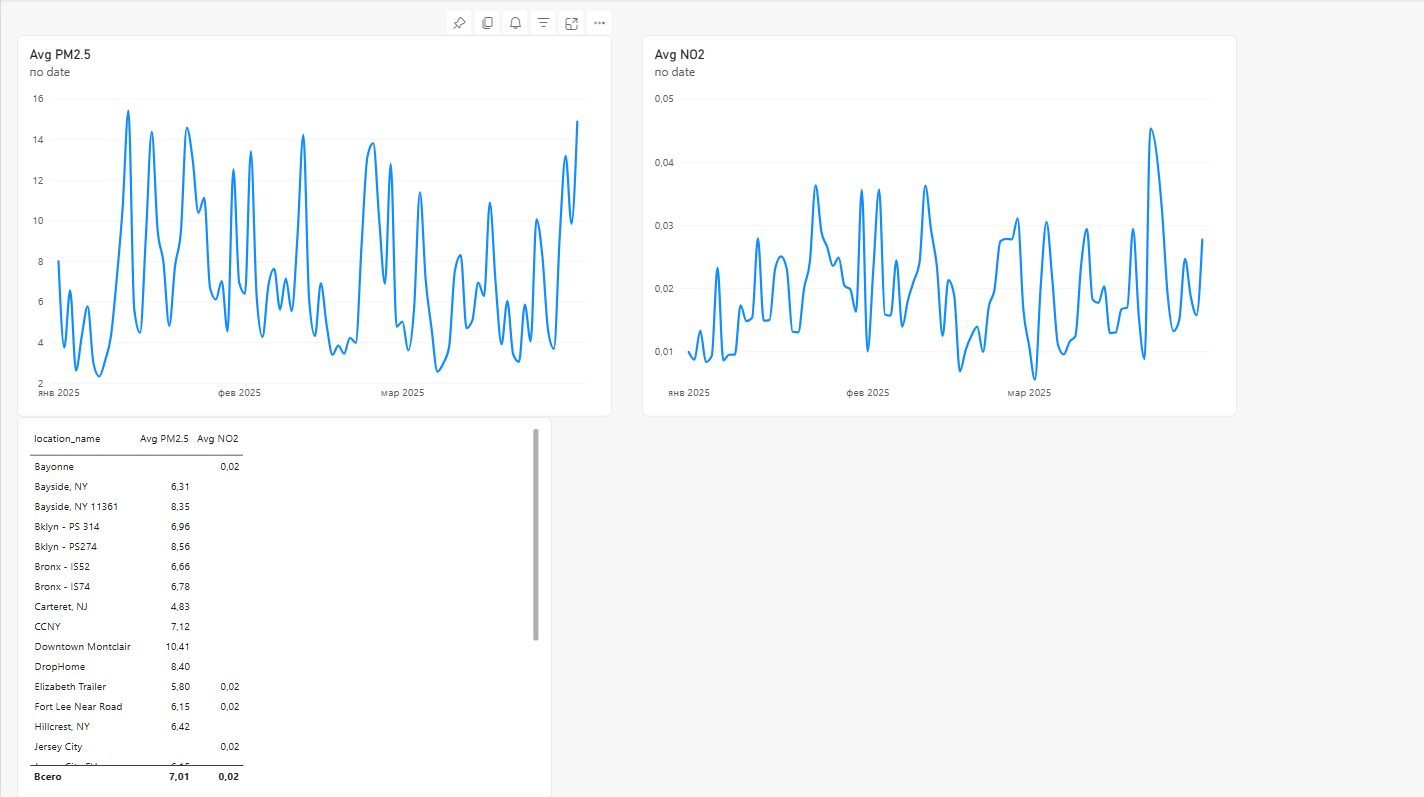 Avg PM2.5
по date
16
14
12
10
8
6
4
2
янв 2025 фев 2025 мар 2025
Avg NO2
по date
0,05
0,04
0,03
0,02
0,01
янв 2025 фев 2025 мар 2025
location_name Avg PM2.5 Avg NO2
Bayonne 0,02
Bayside, NY 6,31
Bayside, NY 11361 8,35
Bklyn - PS 314 6,96
Bklyn - PS274 8,56
Bronx - IS52 6,66
Bronx - IS74 6,78
Carteret, NJ 4,83
CCNY 7,12
Downtown Montclair 10,41
DropHome 8,40
Elizabeth Trailer 5,80 0,02
Fort Lee Near Road 6,15 0,02
Hillcrest, NY 6,42
Jersey City 0,02
Всего 7,01 0,02